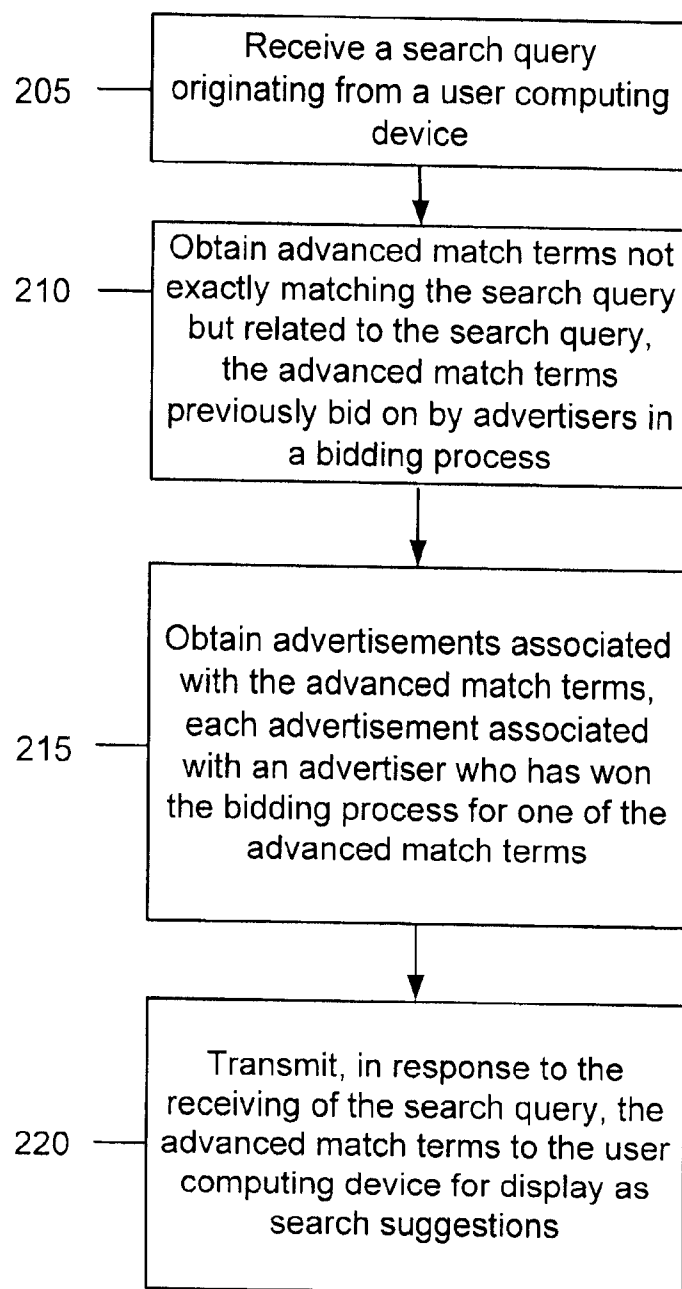 Receive a search query
205
originating from a user computing
device
Obtain advanced match terms not
210
exactly matching the search query
but related to the search query,
the advanced match terms
previously bid on by advertisers in
a bidding process
Obtain advertisements associated
with the advanced match terms,
each advertisement associated
215
with an advertiser who has won
the bidding process for one of the
advanced match terms
Transmit, in response to the
receiving of the search query, the
220
advanced match terms to the user
computing device for display as
search suggestions